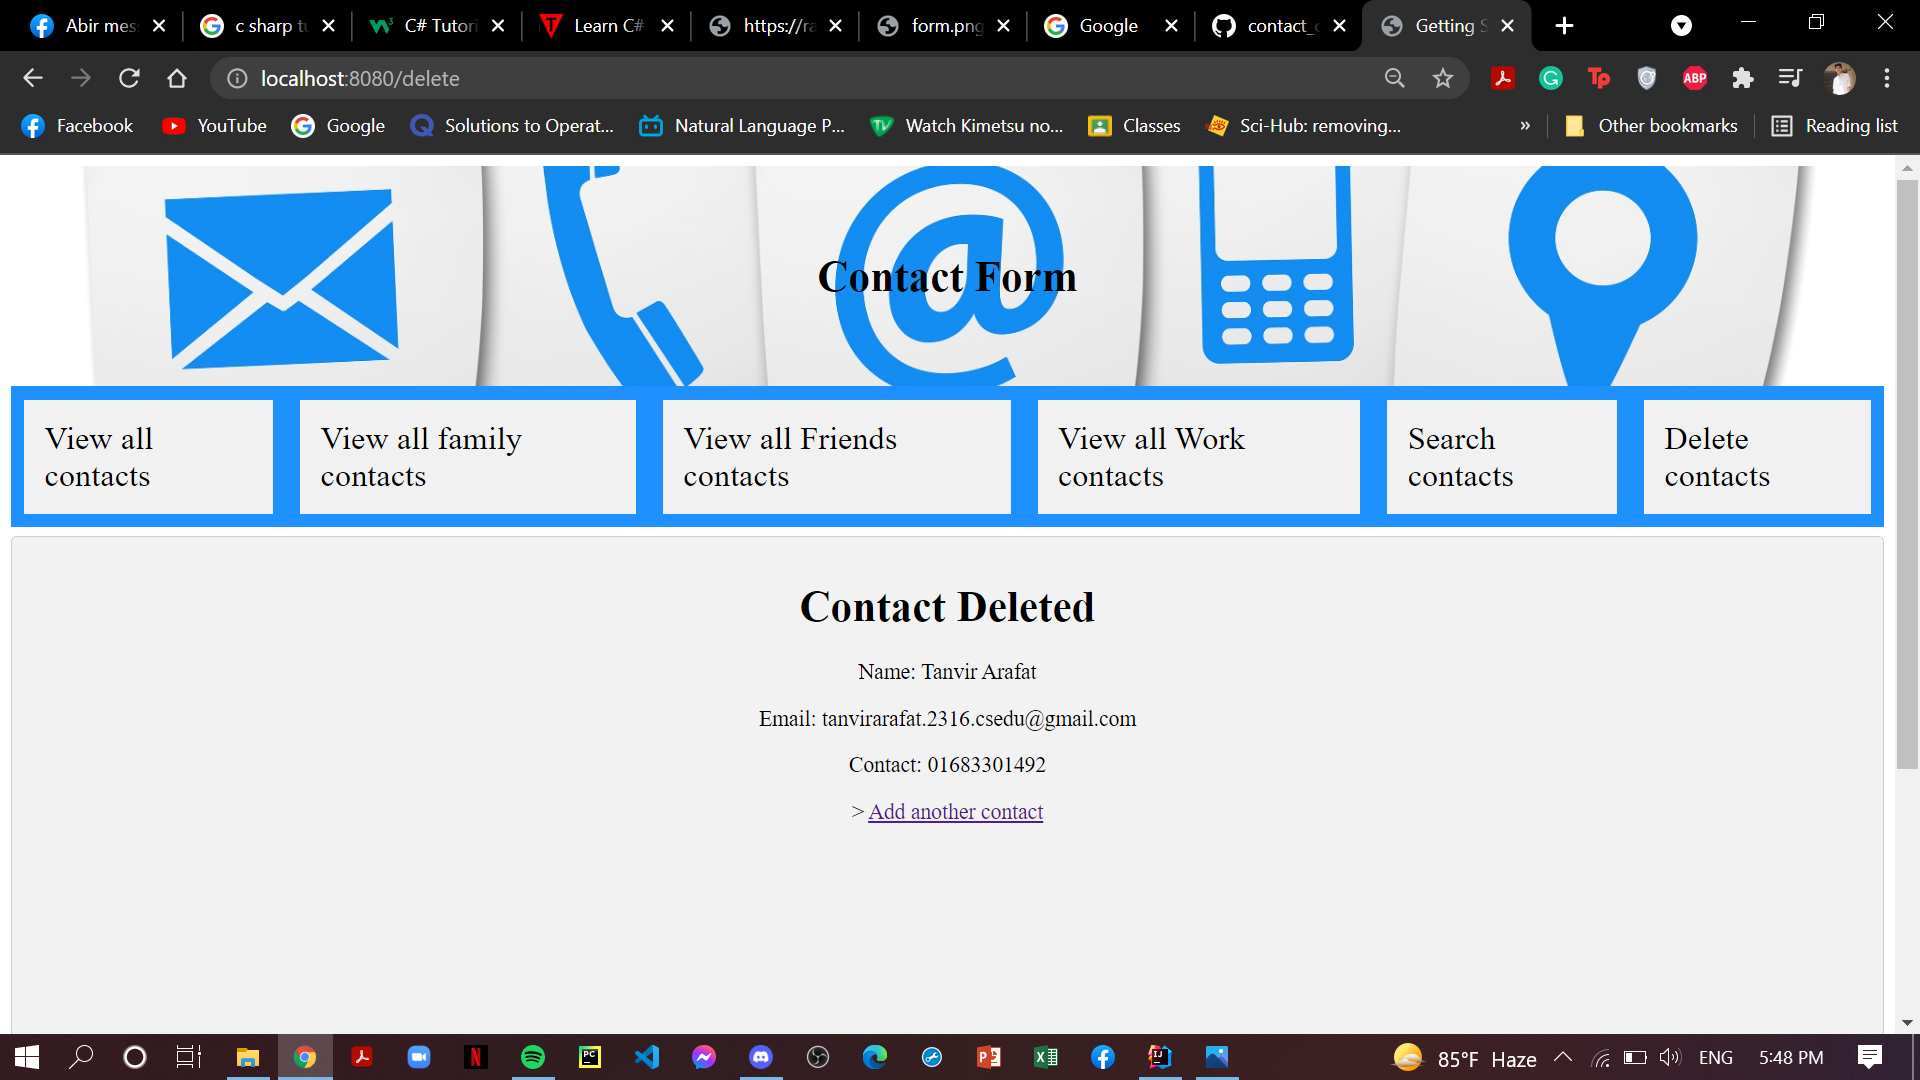 Abir mes
c sharp tu
C# Tutori
Learn C#
https://ra
form.png
Google
contact_c
Getting S
localhost:8080/delete
Facebook
YouTube
Google
Solutions to Operat...
Natural Language P...
Watch Kimetsu no...
Classes
Sci-Hub: removing...
»
Other bookmarks
Reading list
Contact Form
View all
contacts
View all family
contacts
View all Friends
contacts
View all Work
contacts
Search
contacts
Delete
contacts
Contact Deleted
Name: Tanvir Arafat
Email: tanvirarafat.2316.csedu@gmail.com
Contact: 01683301492
> Add another contact
85°F Haze
ENG
5:48 PM